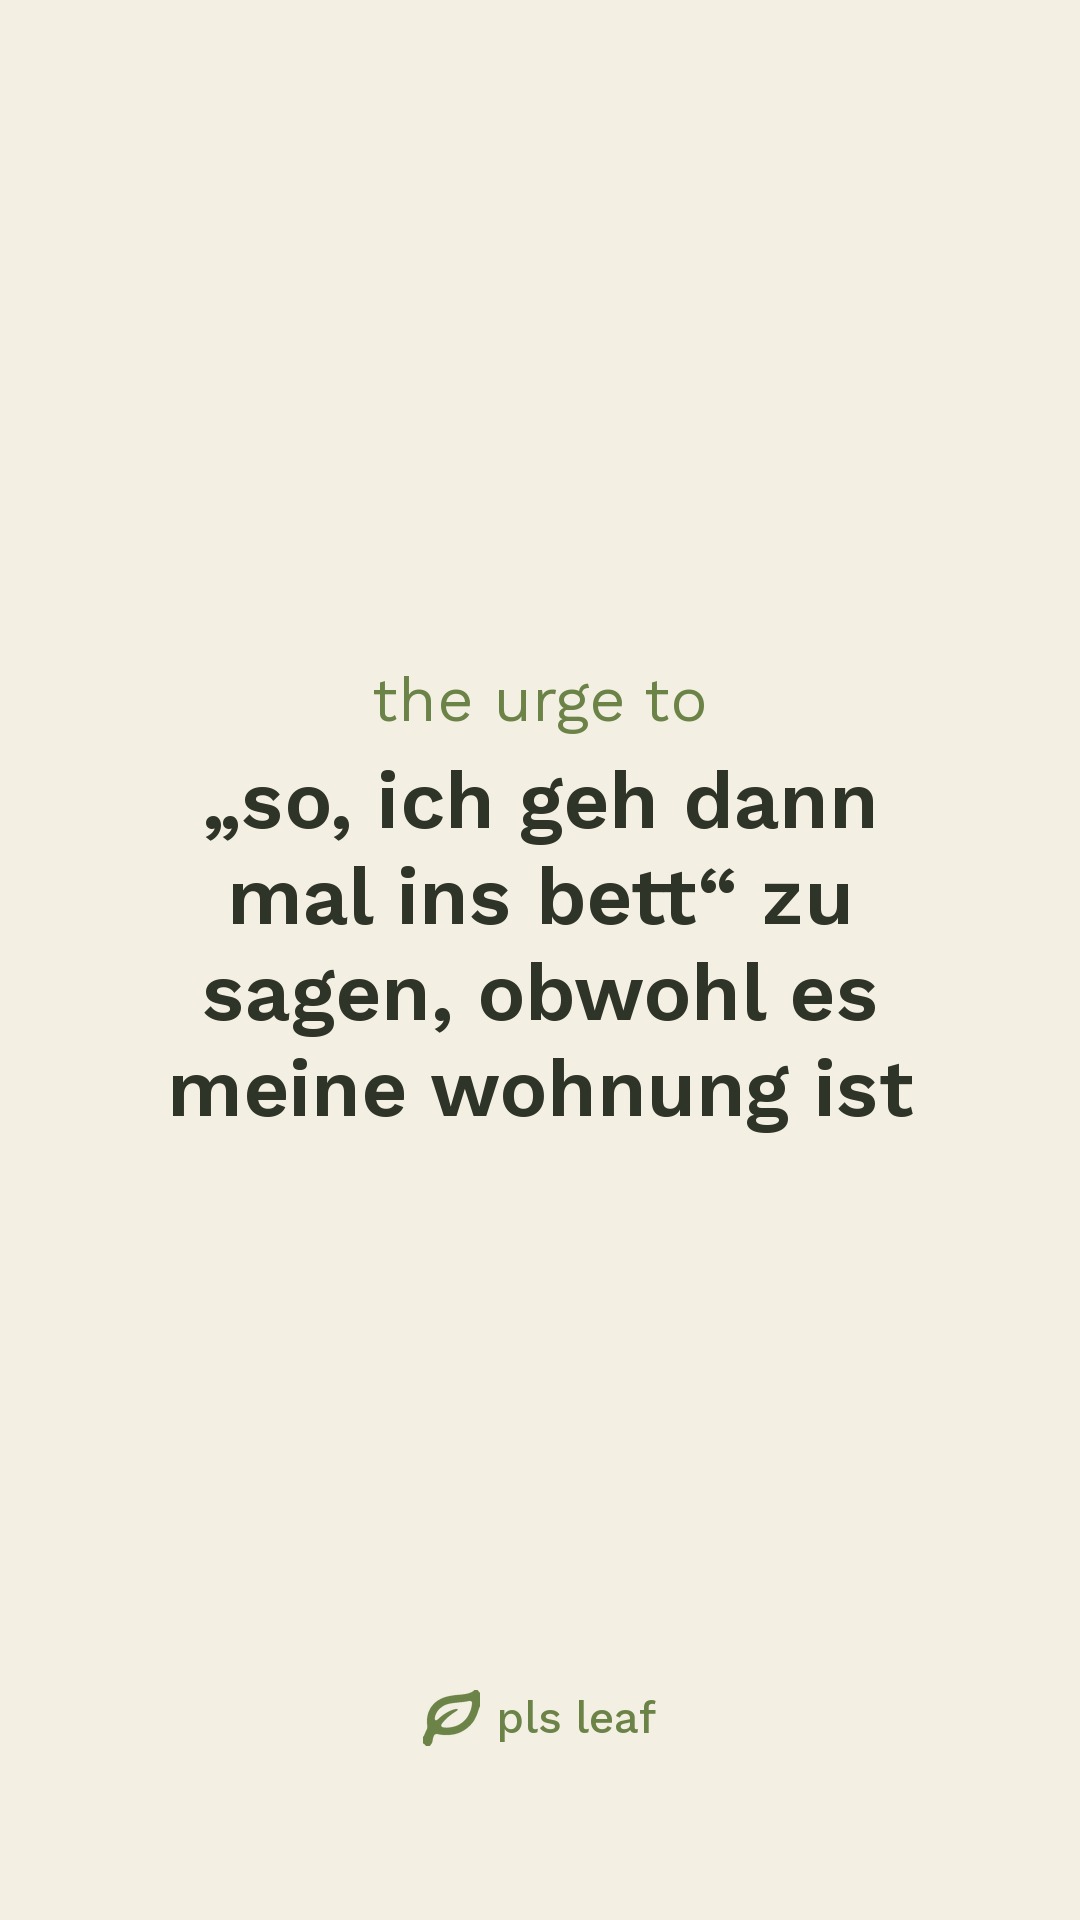 the urge to
„so, ich geh dann
mal ins bett“ zu
sagen, obwohl es
meine wohnung ist
pls leaf